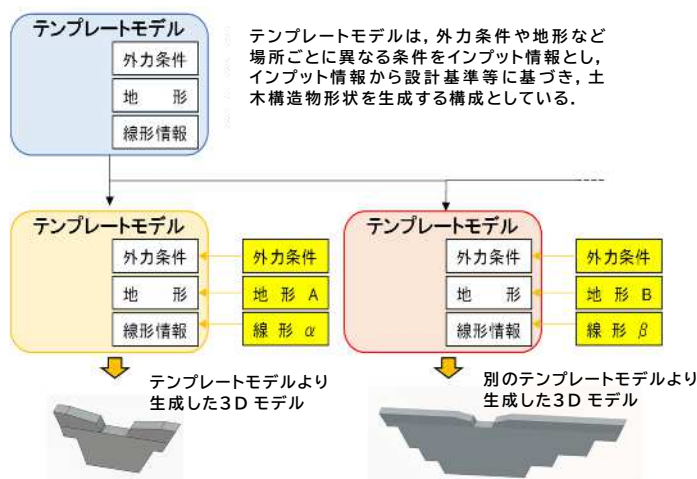 テンプレートモデル
外力条件
地　形
線形情報
テンプレートモデルは，外力条件や地形など
場所ごとに異なる条件をインプット情報とし，
インプット情報から設計基準等に基づき，土
木構造物形状を生成する構成としている．
テンプレートモデル
外力条件
地　形
線形情報
外力条件
地 形 A
線 形 α
テンプレートモデル
外力条件
地　形
線形情報
外力条件
地 形 B
線 形 β
テンプレートモデルより
生成した3D モデル
別のテンプレートモデルより
生成した3D モデル